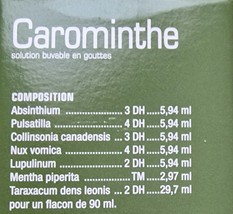 Carominthe
solution buvable en gouttes
COMPOSITION
Absinthium ................ 3 DH .....5,94 ml
Pulsatilla .................... 4 DH .....5,94 ml
Collinsonia canadensis ... 3 DH .....5,94 ml
Nux vomica ................ 4 DH .....5,94 ml
Lupulinum .................. 2 DH .....5,94 ml
Mentha piperita ............ TM .....2,97 ml
Taraxacum dens leonis ... 2 DH .....29,7 ml
pour un flacon de 90 ml.